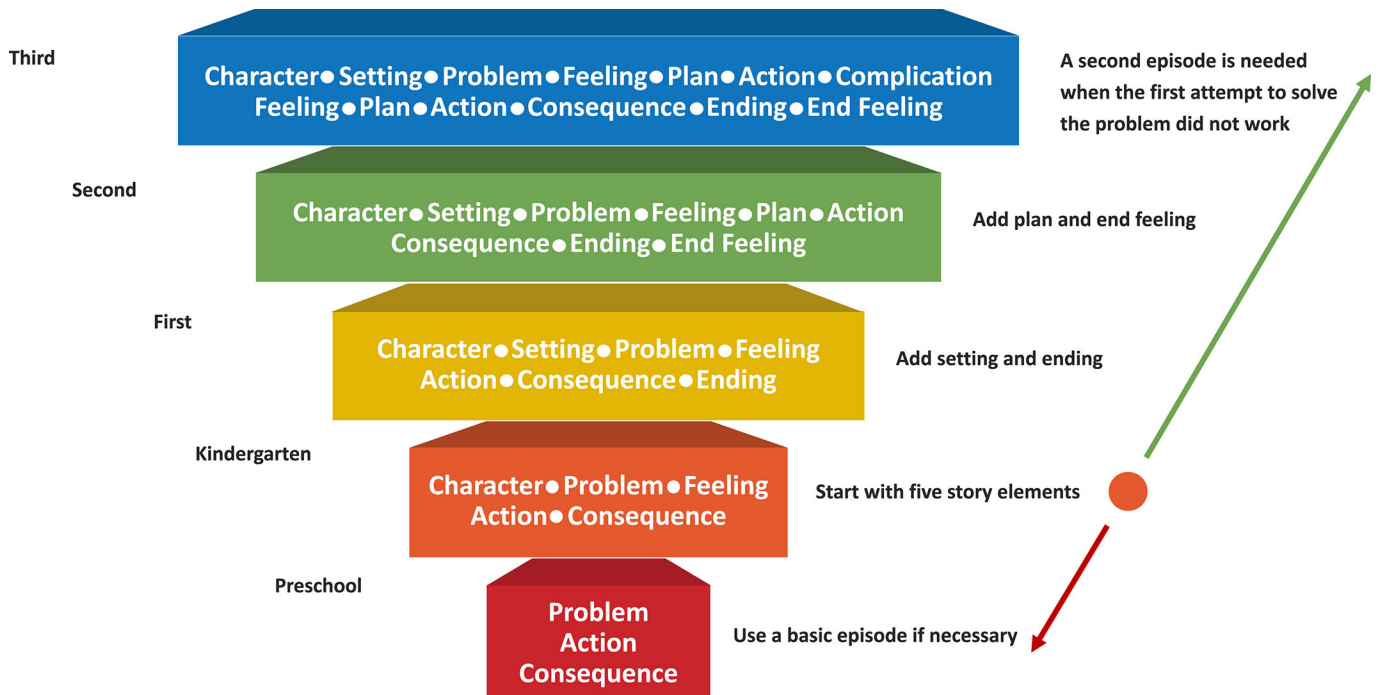 Third
Character●Setting●Problem●Feeling●Plan●Action●Complication
Feeling●Plan●Action●Consequence●Ending●End Feeling
A second episode is needed
when the first attempt to solve
the problem did not work
Second
Character●Setting●Problem●Feeling●Plan●Action
Consequence●Ending●End Feeling
Add plan and end feeling
First
Character●Setting●Problem●Feeling
Action●Consequence●Ending
Add setting and ending
Kindergarten
Character●Problem●Feeling
Action●Consequence
Start with five story elements
Preschool
Problem
Action
Consequence
Use a basic episode if necessary